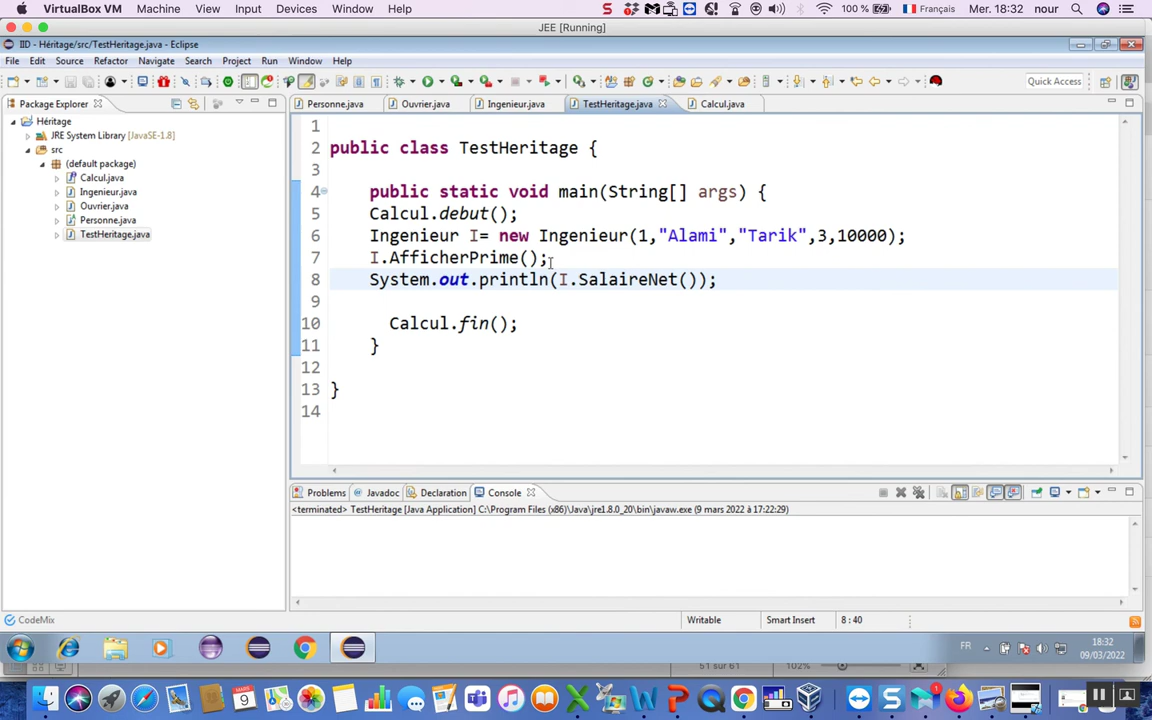 VirtualBox VM Machine View Input Devices Window Help 100 % Français Mer. 18:32 nour
JEE [Running]
IID - Héritage/src/TestHeritage.java - Eclipse
File Edit Source Refactor Navigate Search Project Run Window Help
Quick Access
Package Explorer
Personne.java Ouvrier.java Ingenieur.java TestHeritage.java Calcul.java
Héritage
JRE System Library [JavaSE-1.8]
src
(default package)
Calcul.java
Ingenieur.java
Ouvrier.java
Personne.java
TestHeritage.java
1
2 public class TestHeritage {
3
4 public static void main(String[] args) {
5 Calcul.debut();
6 Ingenieur I= new Ingenieur(1,"Alami","Tarik",3,10000);
7 I.AfficherPrime();
8 System.out.println(I.SalaireNet());
9
10 Calcul.fin();
11 }
12
13 }
14
Problems Javadoc Declaration Console
<terminated> TestHeritage [Java Application] C:\Program Files (x86)\Java\jre1.8.0_20\bin\javaw.exe (9 mars 2022 à 17:22:29)
CodeMix
Writable Smart Insert 8 : 40
FR 18:32
09/03/2022
51 sur 61 102%
MARS
9